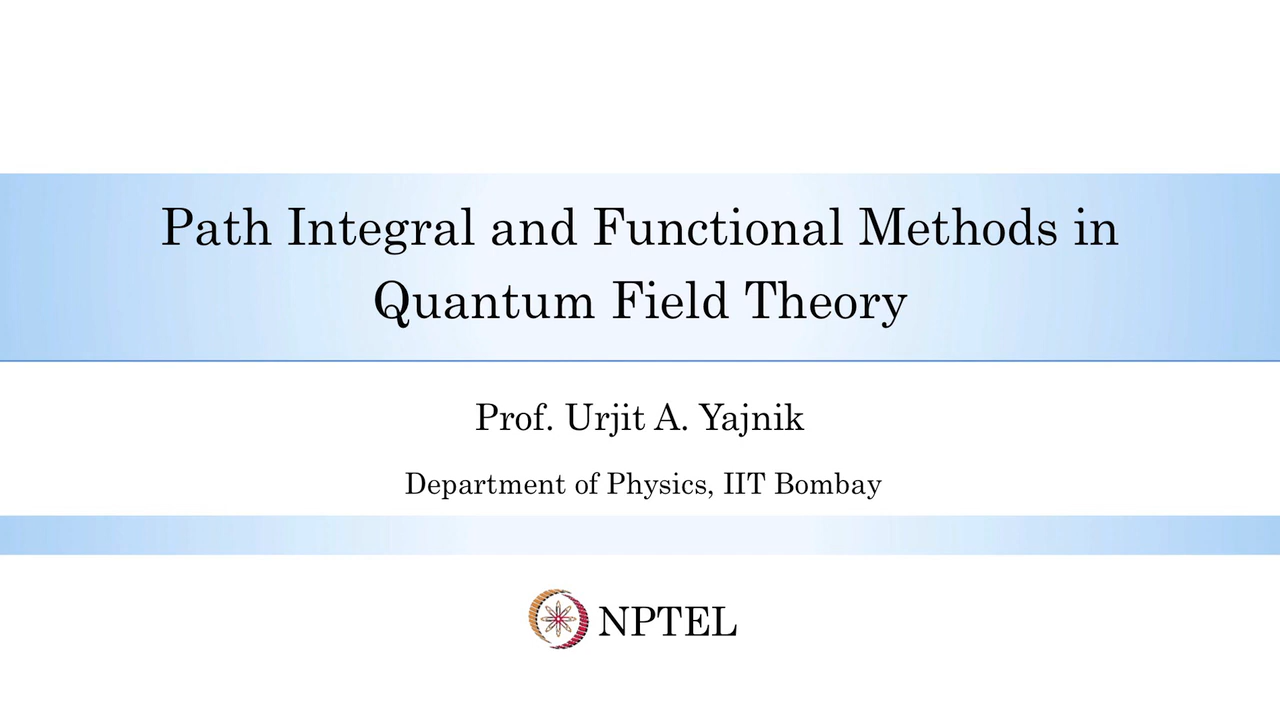 Path Integral and Functional Methods in
Quantum Field Theory
Prof. Urjit A. Yajnik
Department of Physics, IIT Bombay
NPTEL